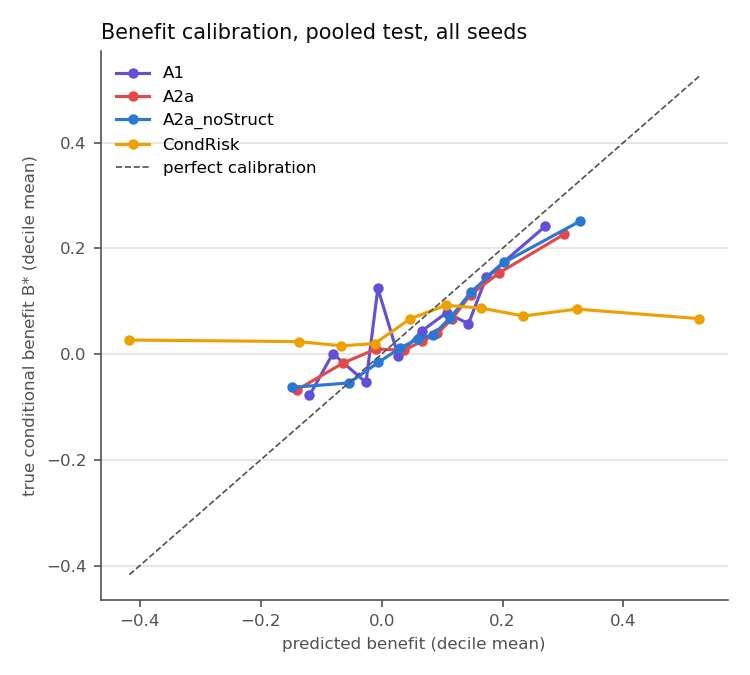 Benefit calibration, pooled test, all seeds
A1
A2a
A2a_noStruct
CondRisk
perfect calibration
true conditional benefit B* (decile mean)
0.4
0.2
0.0
−0.2
−0.4
−0.4
−0.2
0.0
0.2
0.4
predicted benefit (decile mean)